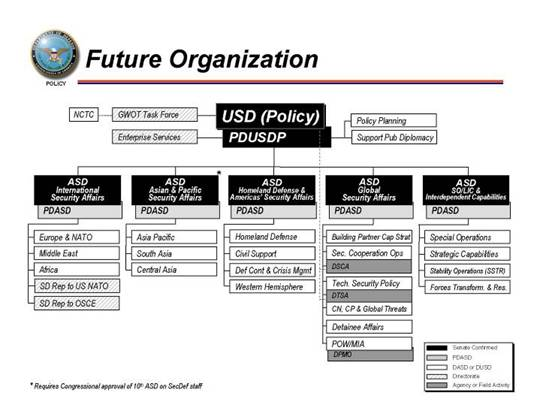 Future Organization
POLICY
NCTC
GWOT Task Force
USD (Policy)
Policy Planning
Enterprise Services
PDUSDP
Support Pub Diplomacy
*
ASD
International
Security Affairs
PDASD
Europe & NATO
Middle East
Africa
SD Rep to US NATO
SD Rep to OSCE
ASD
Asian & Pacific
Security Affairs
PDASD
Asia Pacific
South Asia
Central Asia
ASD
Homeland Defense &
Americas' Security Affairs
PDASD
Homeland Defense
Civil Support
Def Cont & Crisis Mgmt
Western Hemisphere
ASD
Global
Security Affairs
PDASD
Building Partner Cap Strat
Sec. Cooperation Ops
DSCA
Tech. Security Policy
DTSA
CN, CP & Global Threats
Detainee Affairs
POW/MIA
DPMO
ASD
SO/LIC &
Interdependent Capabilities
PDASD
Special Operations
Strategic Capabilities
Stability Operations (SSTR)
Forces Transform. & Res.
Senate Confirmed
PDASD
DASD or DUSD
Directorate
Agency or Field Activity
* Requires Congressional approval of 10th ASD on SecDef staff